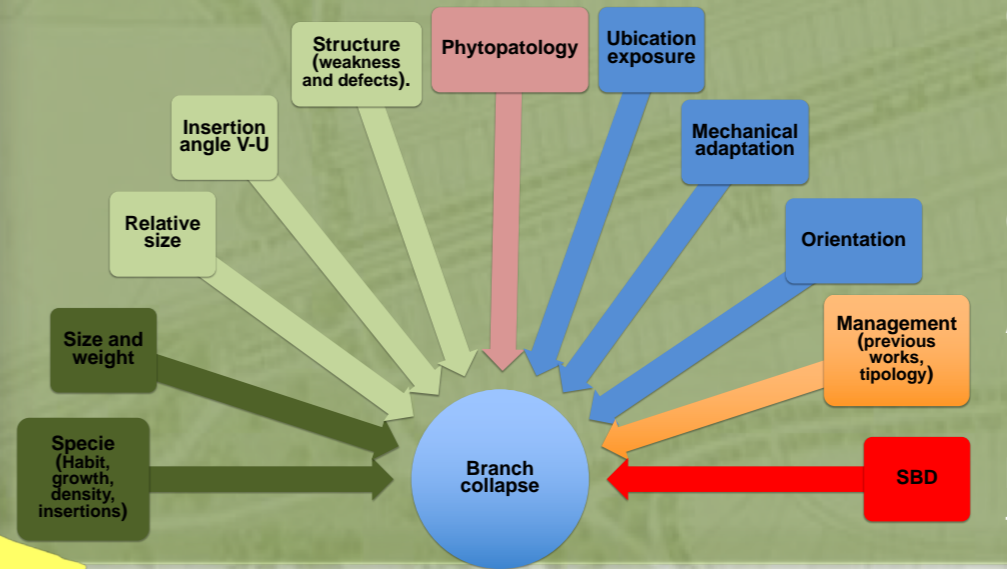 Structure
(weakness
and defects).
Phytopatology
Ubication
exposure
Insertion
angle V-U
Mechanical
adaptation
Relative
size
Orientation
Size and
weight
Management
(previous
works,
tipology)
Specie
(Habit,
growth,
density,
insertions)
Branch
collapse
SBD